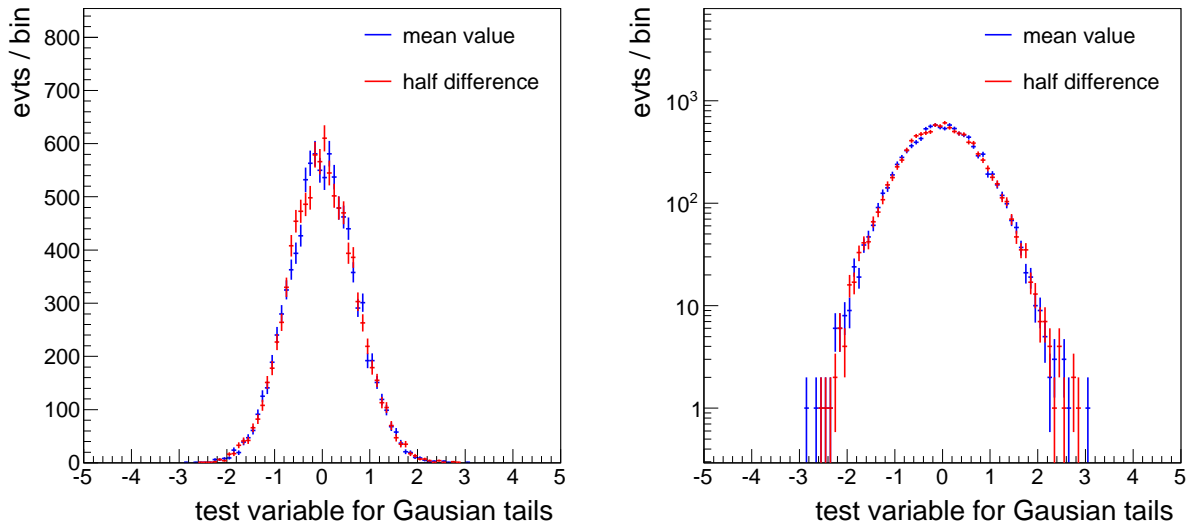 evts / bin
800
700
600
500
400
300
200
100
0
-5 -4 -3 -2 -1 0 1 2 3 4 5
test variable for Gausian tails
mean value
half difference
evts / bin
10³
10²
10
1
-5 -4 -3 -2 -1 0 1 2 3 4 5
test variable for Gausian tails
mean value
half difference